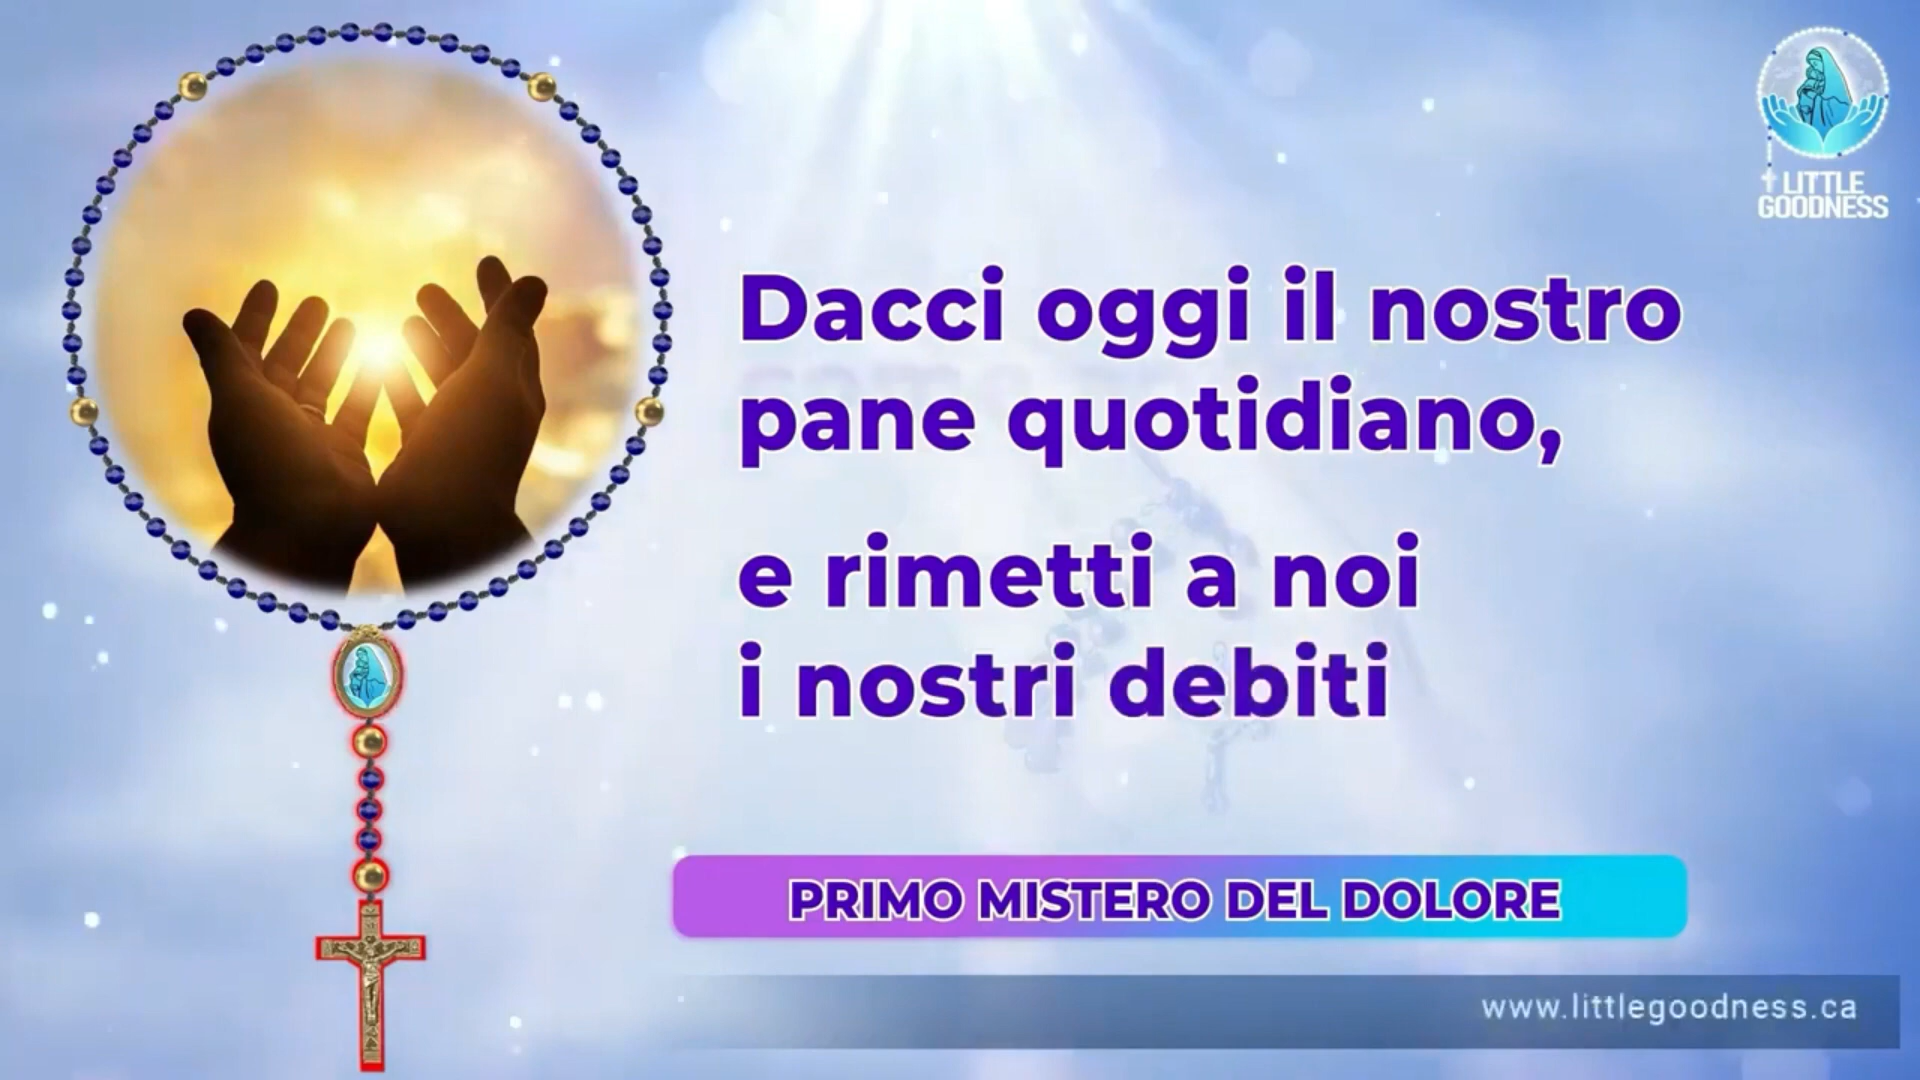 LITTLE
GOODNESS
Dacci oggi il nostro
pane quotidiano,
e rimetti a noi
i nostri debiti
PRIMO MISTERO DEL DOLORE
www.littlegoodness.ca